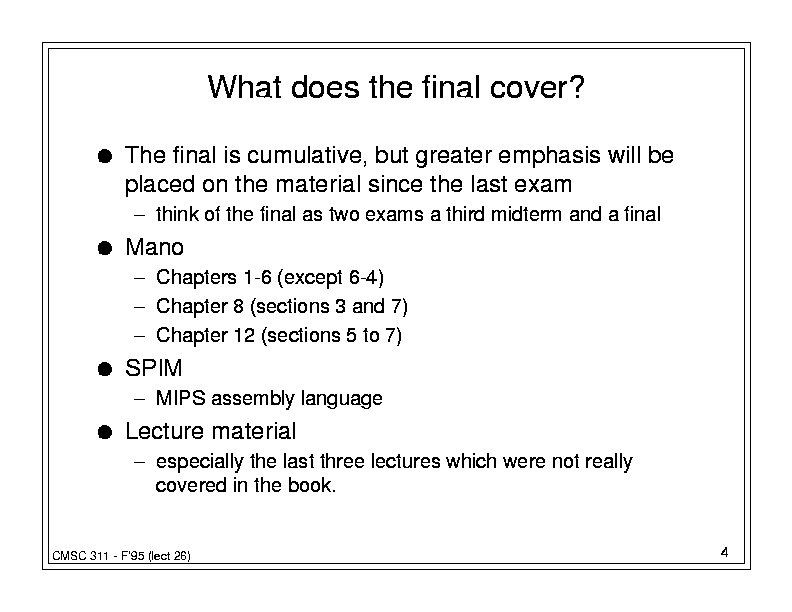 What does the final cover?
● The final is cumulative, but greater emphasis will be
placed on the material since the last exam
– think of the final as two exams a third midterm and a final
● Mano
– Chapters 1-6 (except 6-4)
– Chapter 8 (sections 3 and 7)
– Chapter 12 (sections 5 to 7)
● SPIM
– MIPS assembly language
● Lecture material
– especially the last three lectures which were not really
covered in the book.
CMSC 311 - F'95 (lect 26)
4